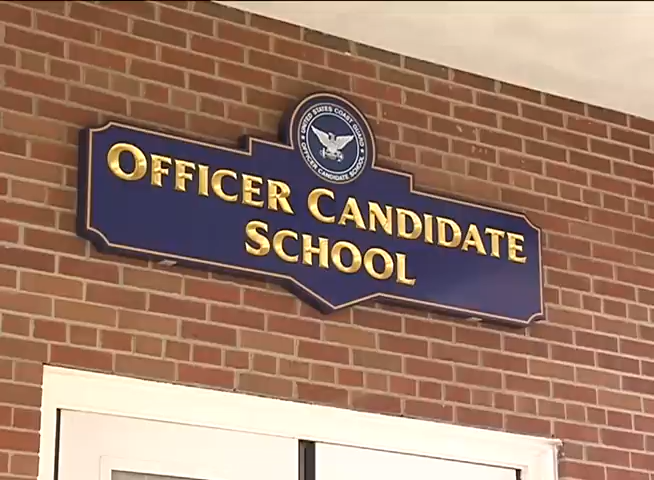 UNITED STATES COAST GUARD
OFFICER CANDIDATE SCHOOL
OFFICER CANDIDATE
SCHOOL